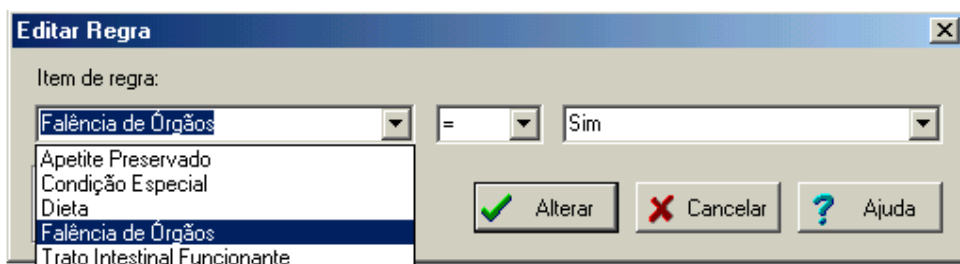 Editar Regra
Item de regra:
Falência de Órgãos = Sim
Apetite Preservado
Condição Especial
Dieta
Falência de Órgãos
Trato Intestinal Funcionante
Alterar Cancelar ? Ajuda